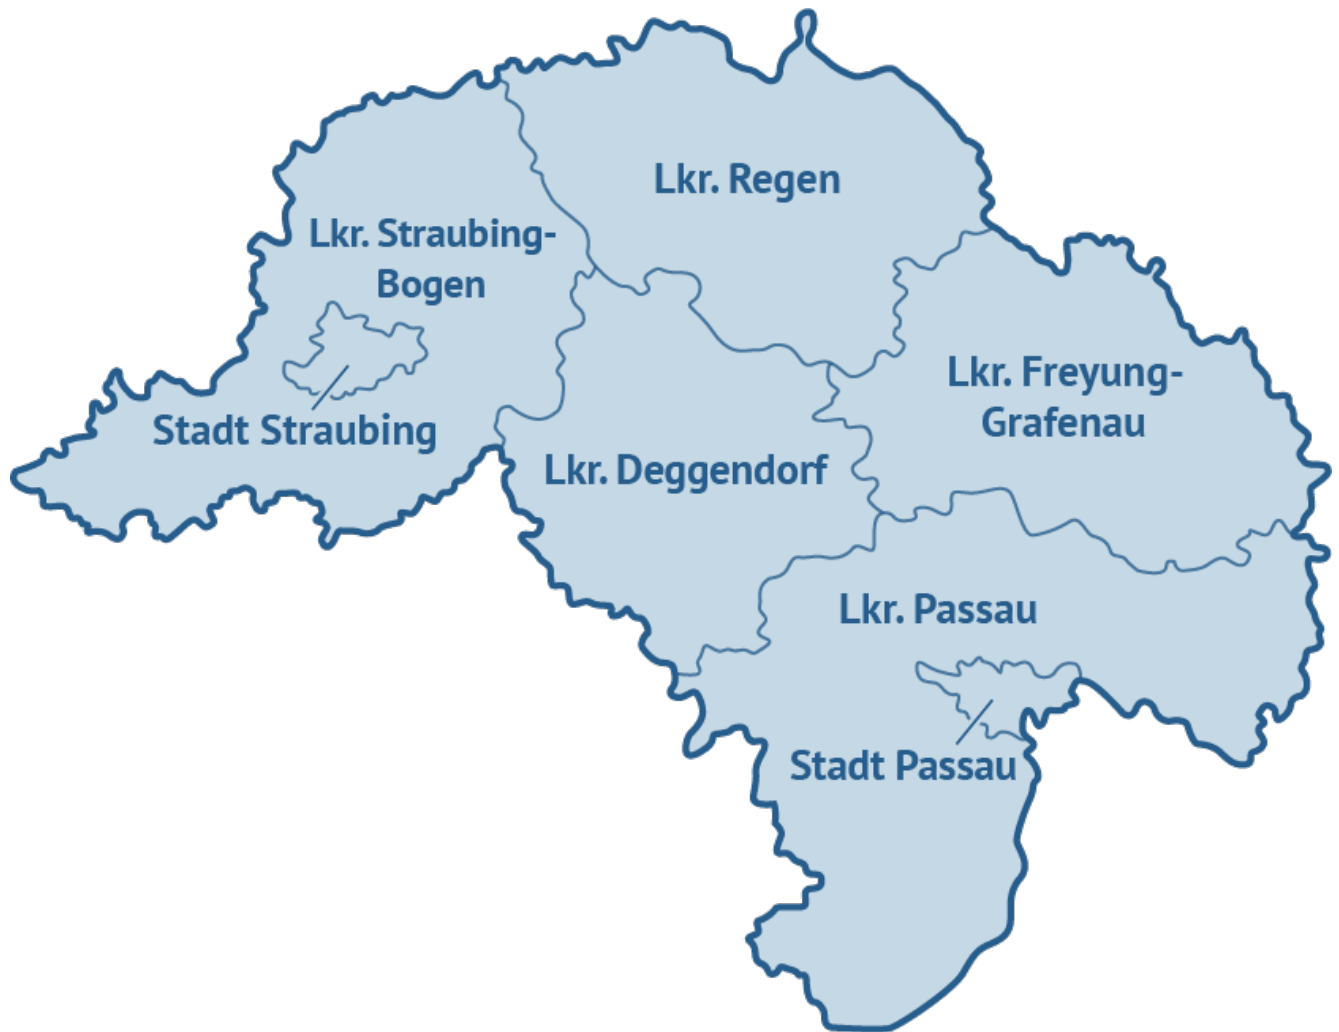 Lkr. Regen
Lkr. Straubing-
Bogen
Lkr. Freyung-
Grafenau
Stadt Straubing
Lkr. Deggendorf
Lkr. Passau
Stadt Passau